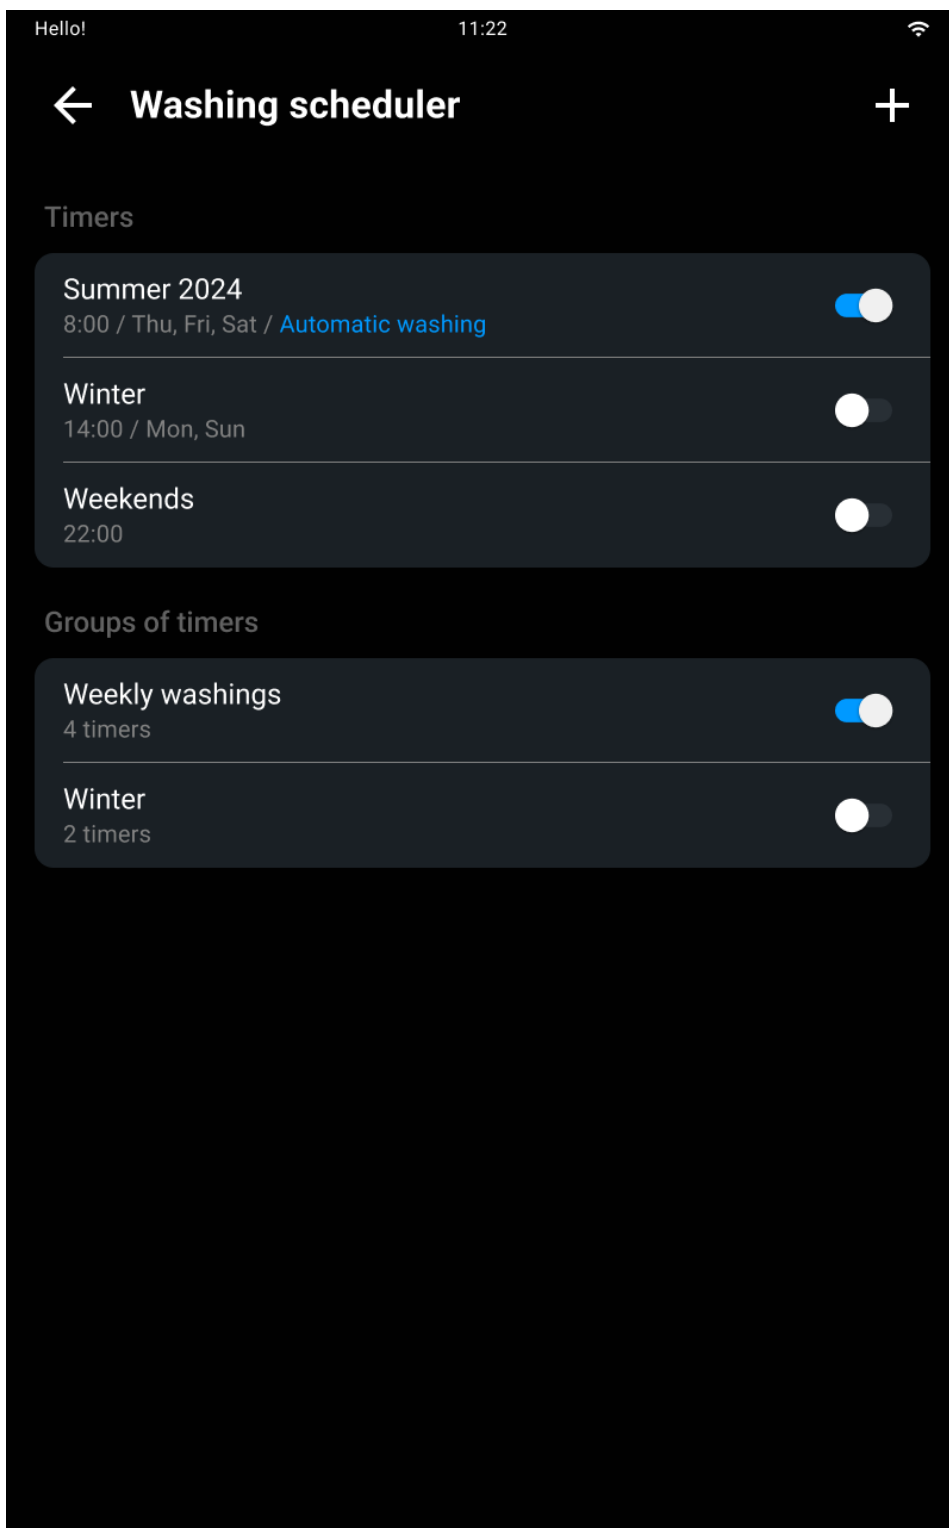 Hello!
11:22
Washing scheduler
Timers
Summer 2024
8:00 / Thu, Fri, Sat / Automatic washing
Winter
14:00 / Mon, Sun
Weekends
22:00
Groups of timers
Weekly washings
4 timers
Winter
2 timers